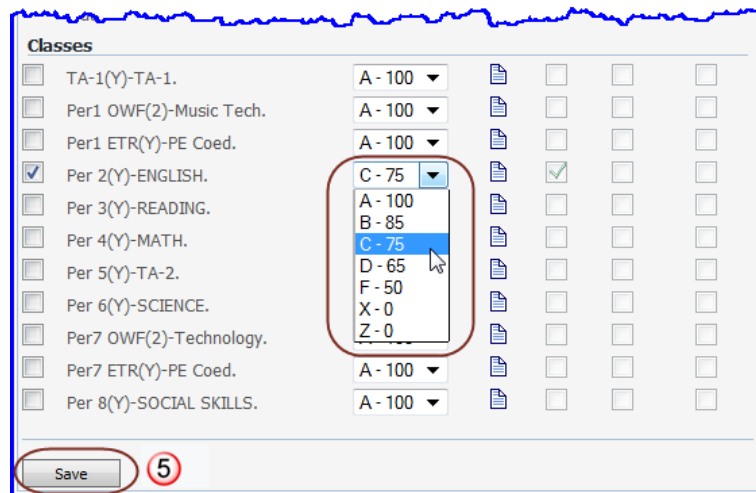 Classes
TA-1(Y)-TA-1. A - 100
Per1 OWF(2)-Music Tech. A - 100
Per1 ETR(Y)-PE Coed. A - 100
Per 2(Y)-ENGLISH. C - 75
Per 3(Y)-READING. A - 100
B - 85
Per 4(Y)-MATH. C - 75
Per 5(Y)-TA-2. D - 65
F - 50
Per 6(Y)-SCIENCE. X - 0
Per7 OWF(2)-Technology. Z - 0
Per7 ETR(Y)-PE Coed. A - 100
Per 8(Y)-SOCIAL SKILLS. A - 100
Save 5